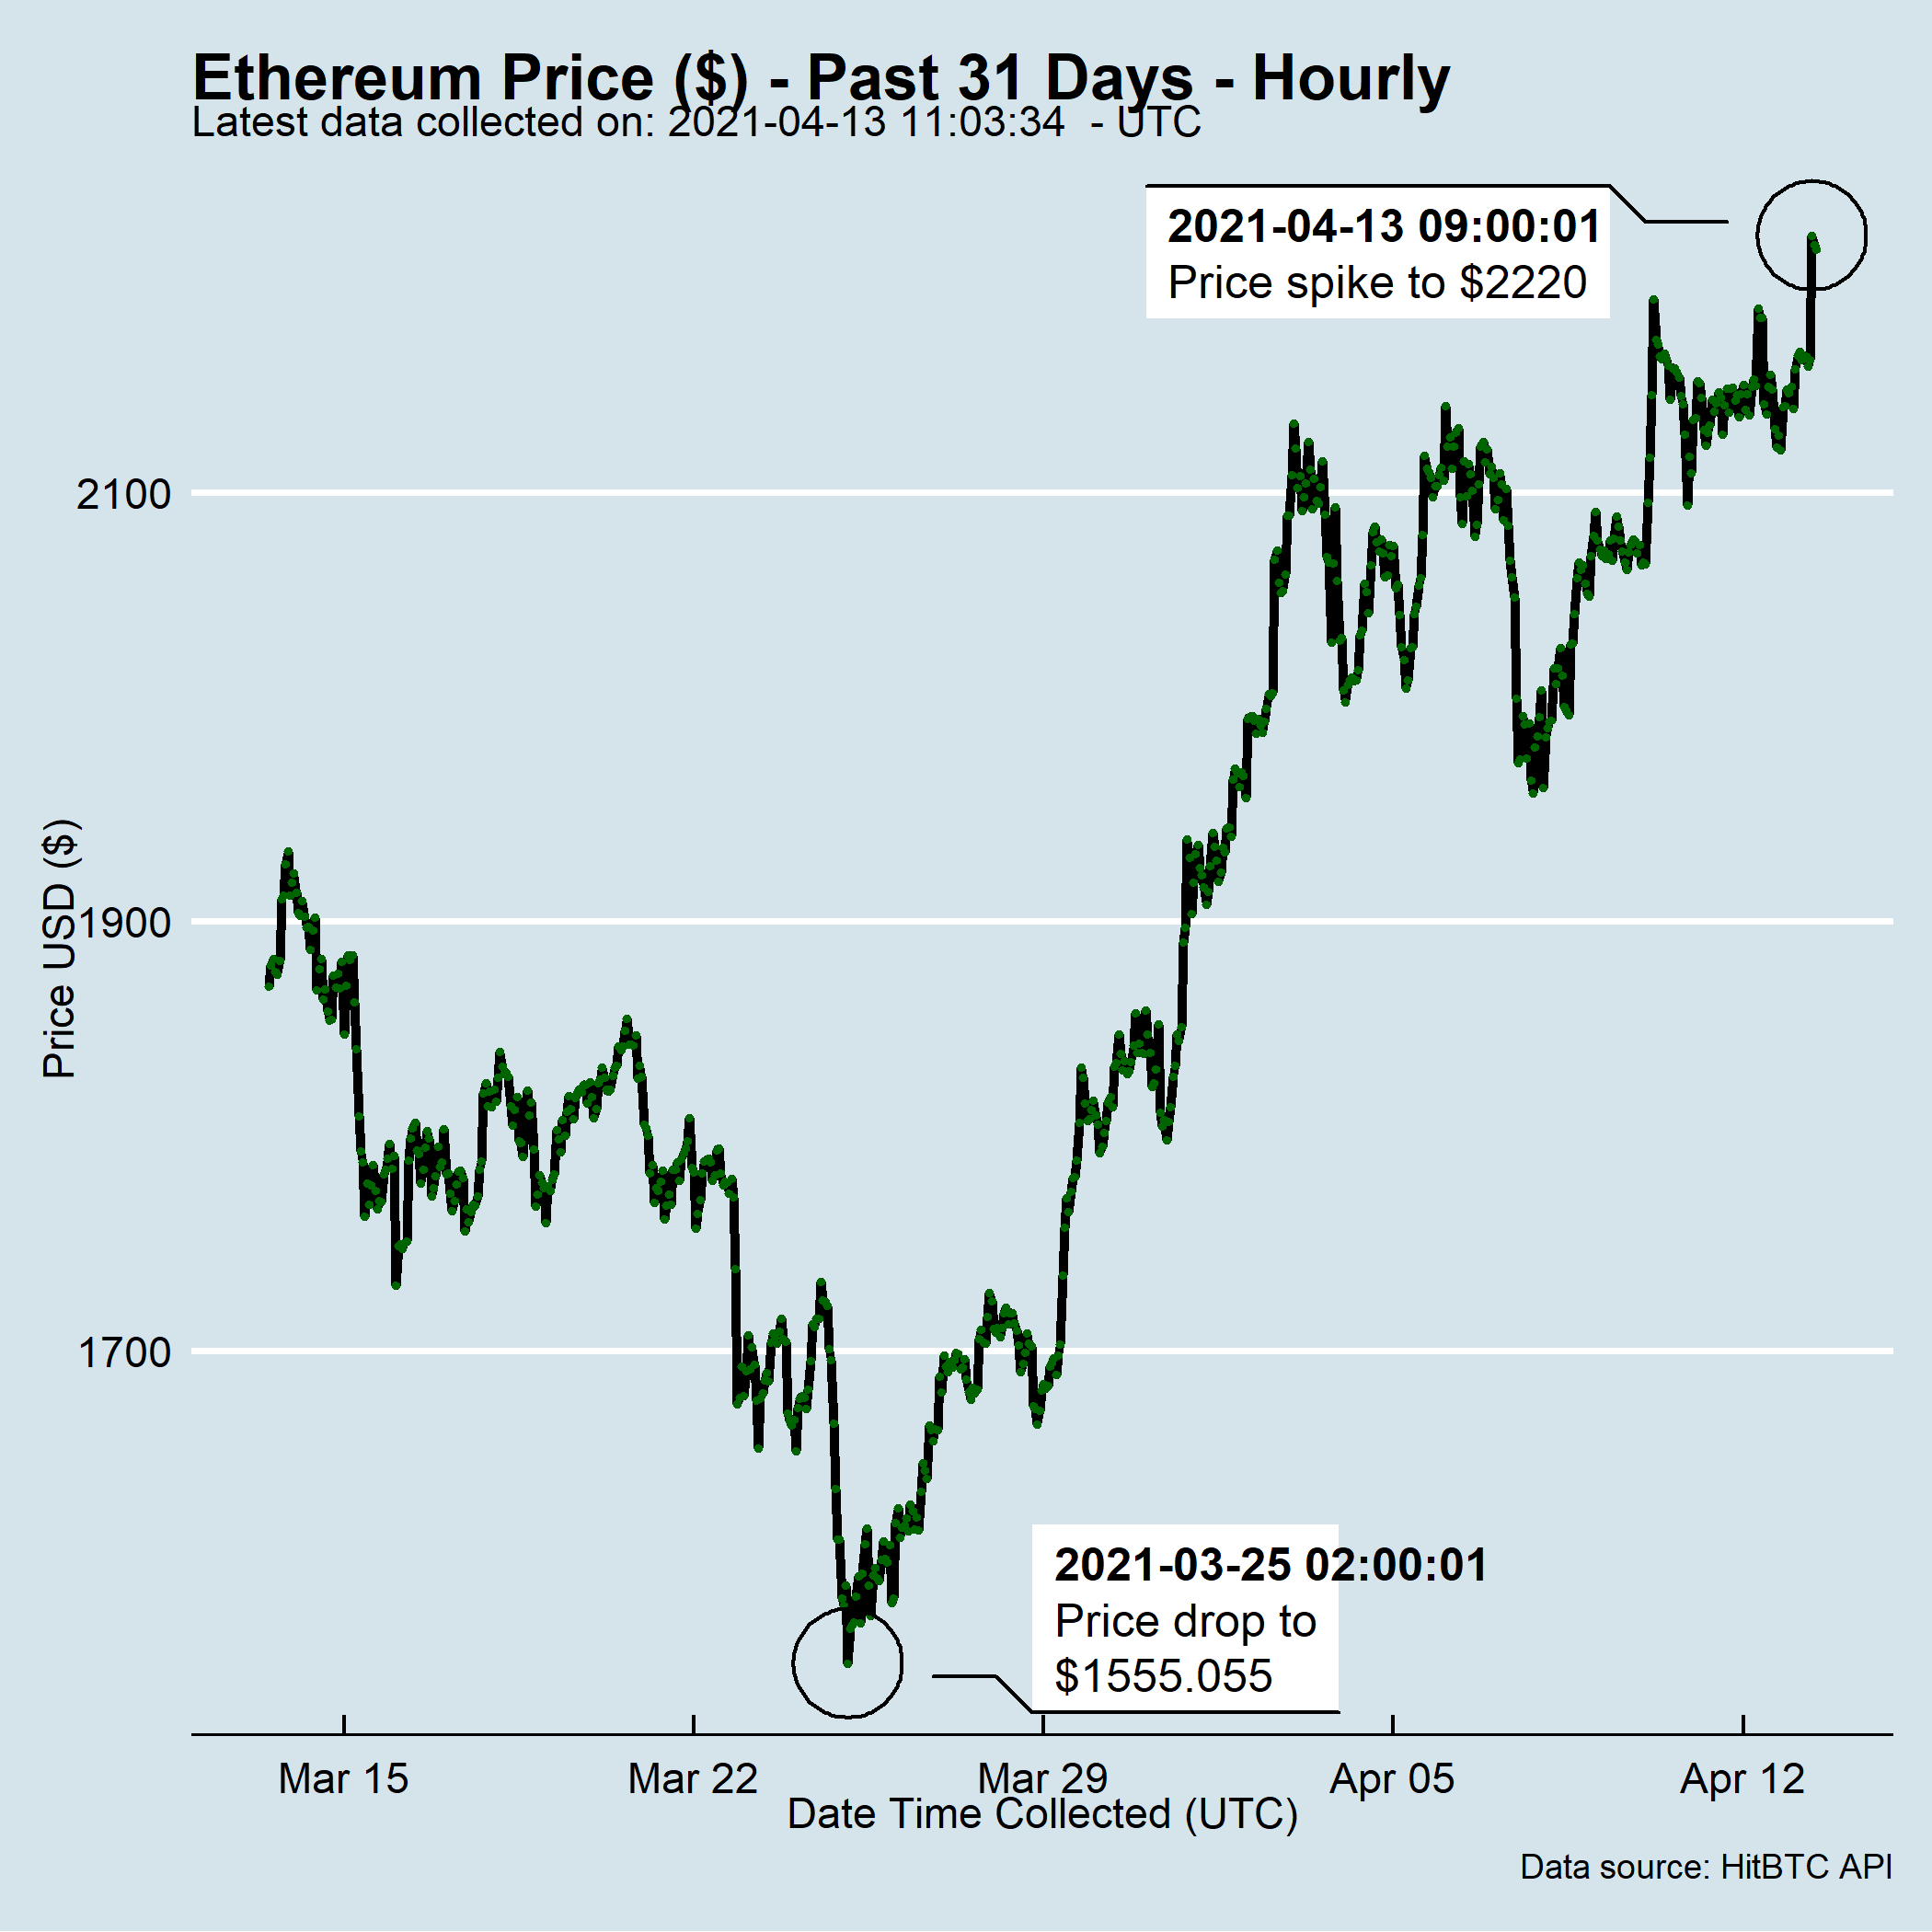 Ethereum Price ($) - Past 31 Days - Hourly
Latest data collected on: 2021-04-13 11:03:34  - UTC
2021-04-13 09:00:01
Price spike to $2220
2100
1900
1700
Price USD ($)
2021-03-25 02:00:01
Price drop to
$1555.055
Mar 15
Mar 22
Mar 29
Apr 05
Apr 12
Date Time Collected (UTC)
Data source: HitBTC API